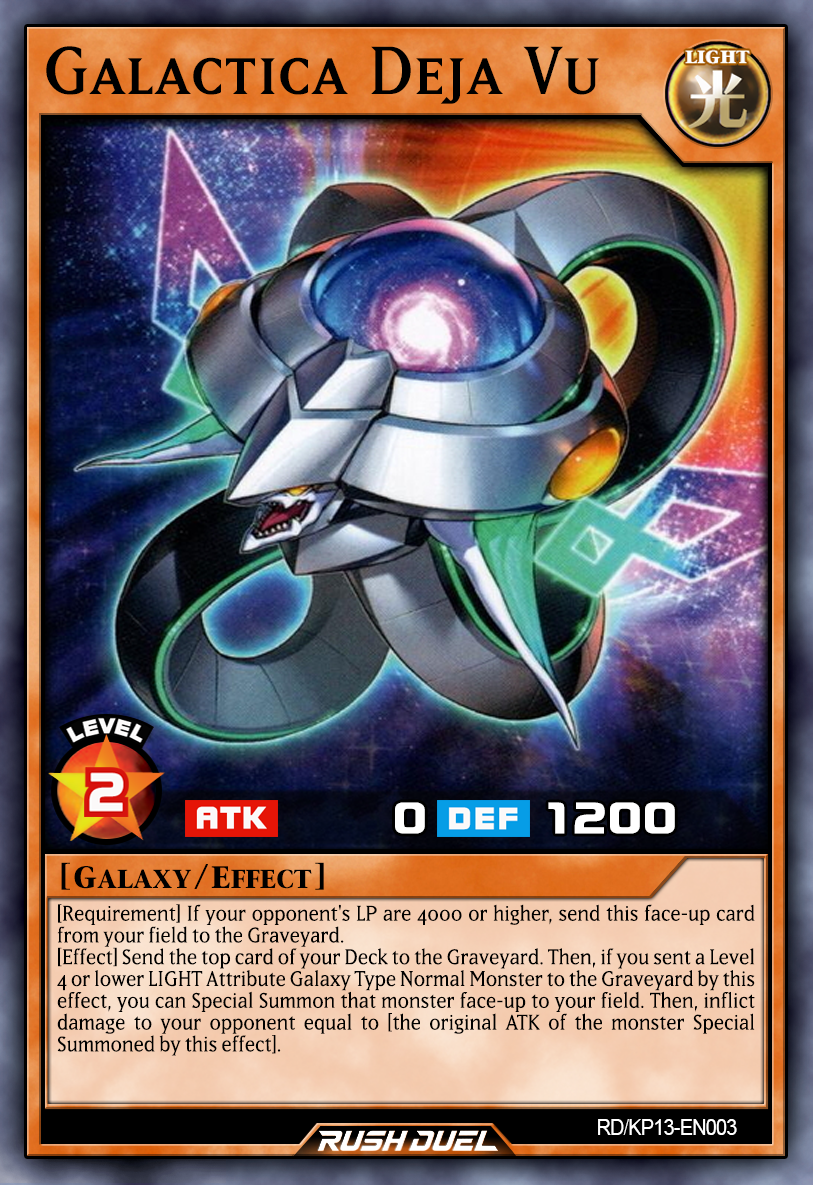 Galactica Deja Vu
LIGHT
光
LEVEL
2
ATK 0 DEF 1200
[Galaxy/Effect]
[Requirement] If your opponent's LP are 4000 or higher, send this face-up card
from your field to the Graveyard.
[Effect] Send the top card of your Deck to the Graveyard. Then, if you sent a Level
4 or lower LIGHT Attribute Galaxy Type Normal Monster to the Graveyard by this
effect, you can Special Summon that monster face-up to your field. Then, inflict
damage to your opponent equal to [the original ATK of the monster Special
Summoned by this effect].
RD/KP13-EN003
RUSH DUEL